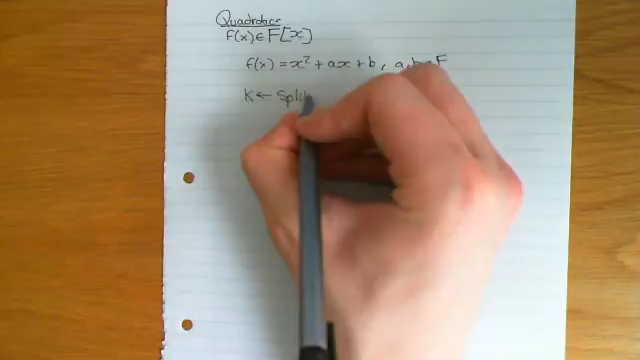 Quadratics
f(x) ∈ F[x]
f(x) = x² + ax + b, a, b ∈ F
K ← Split